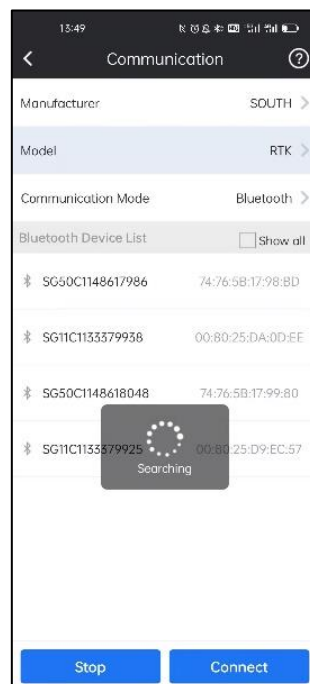 13:49
Communication
Manufacturer SOUTH
Model RTK
Communication Mode Bluetooth
Bluetooth Device List Show all
SG50C1148617986 74:76:5B:17:98:BD
SG11C1133379938 00:80:25:DA:0D:EE
SG50C1148618048 74:76:5B:17:99:80
SG11C1133379925 00:80:25:D9:EC:57
Searching
Stop Connect